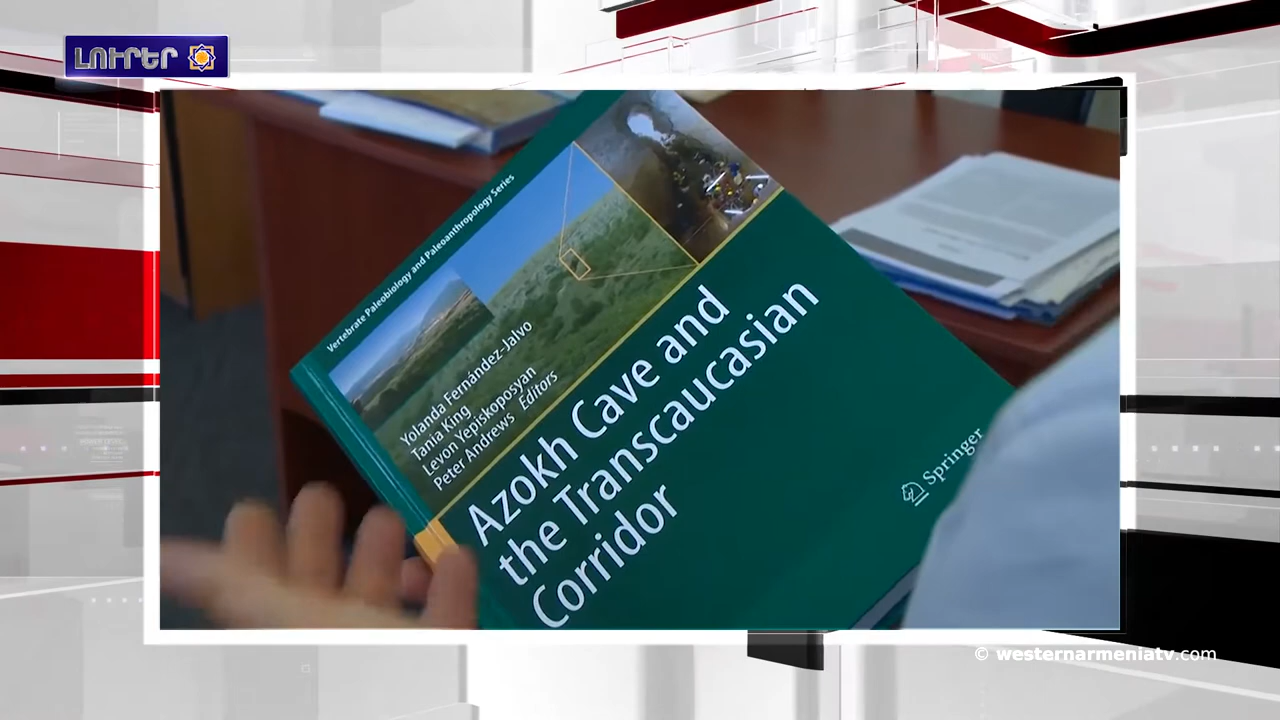 ԼՈՒՐԵՐ
Vertebrate Paleobiology and Paleoanthropology Series
Yolanda Fernández-Jalvo
Tania King
Levon Yepiskoposyan
Peter Andrews Editors
Azokh Cave and
the Transcaucasian
Corridor
Springer
© westernarmeniatv.com